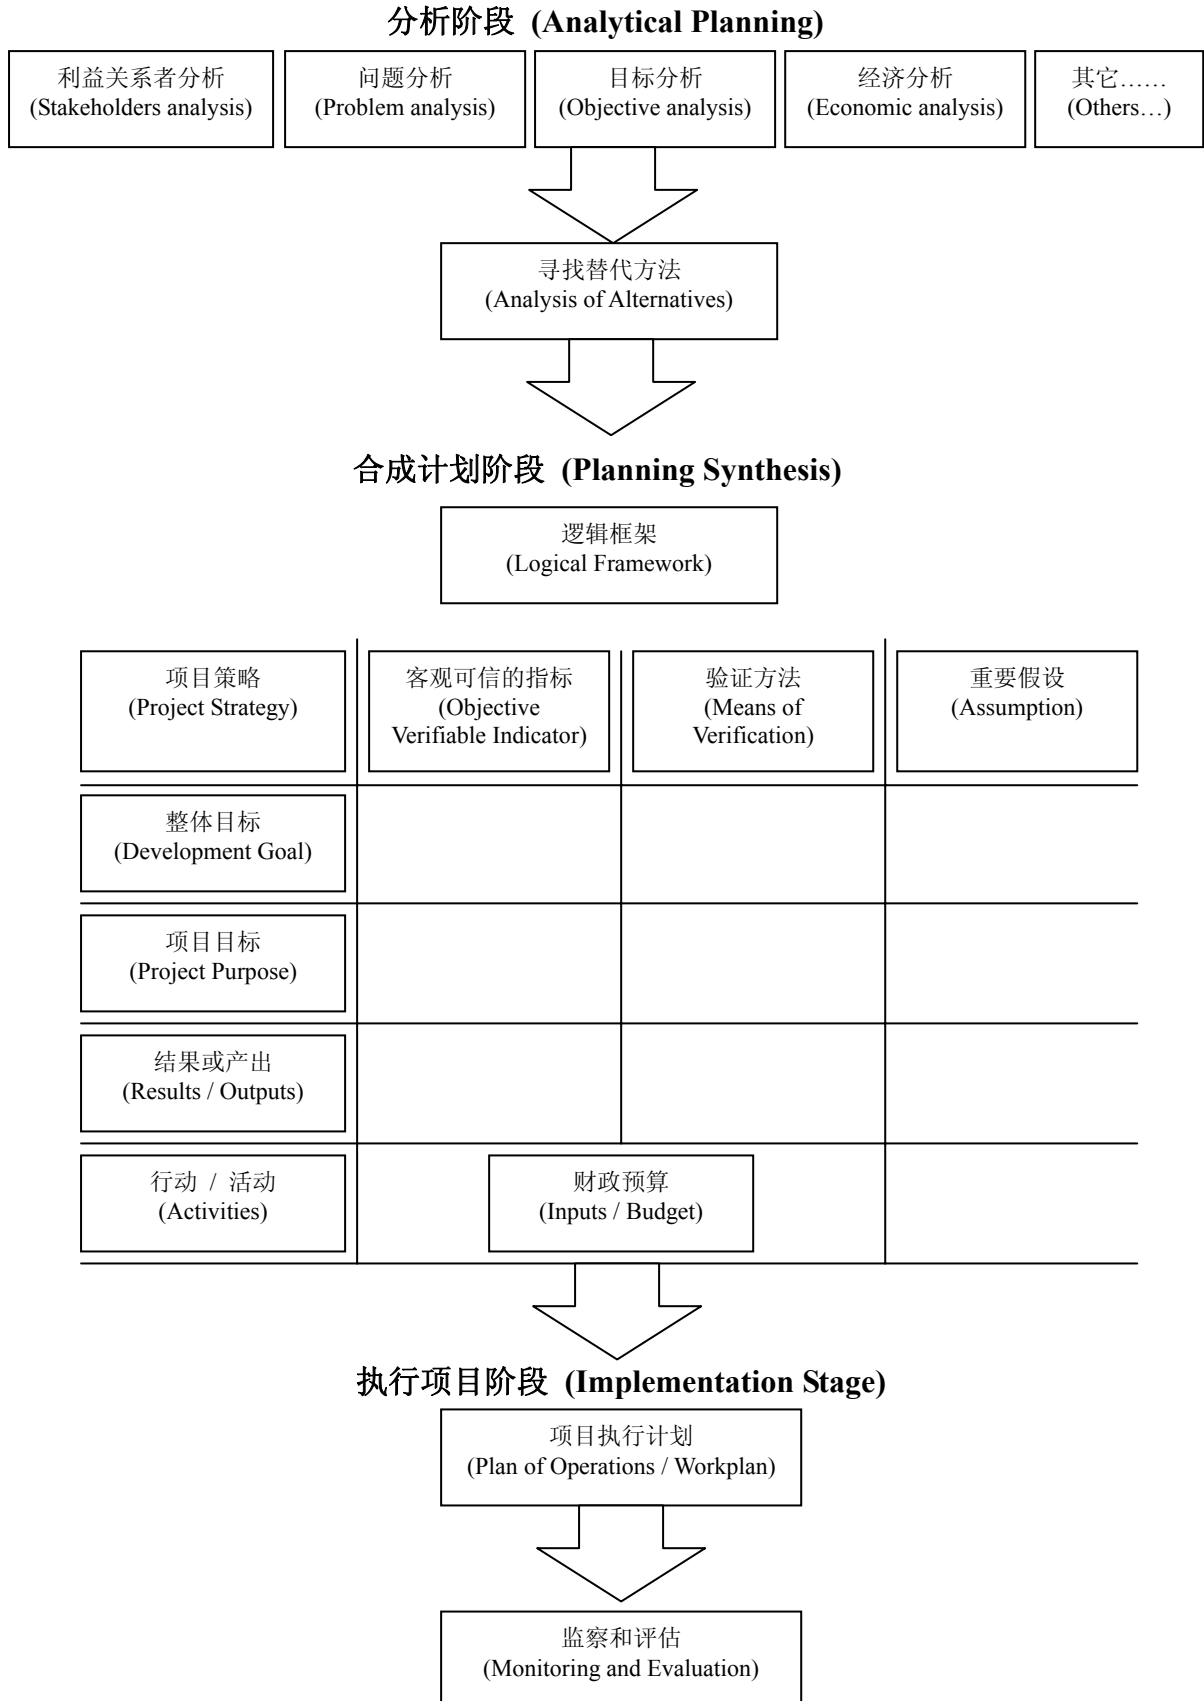 分析阶段 (Analytical Planning)
利益关系者分析
(Stakeholders analysis)
问题分析
(Problem analysis)
目标分析
(Objective analysis)
经济分析
(Economic analysis)
其它……
(Others…)
寻找替代方法
(Analysis of Alternatives)
合成计划阶段 (Planning Synthesis)
逻辑框架
(Logical Framework)
项目策略
(Project Strategy)
客观可信的指标
(Objective
Verifiable Indicator)
验证方法
(Means of
Verification)
重要假设
(Assumption)
整体目标
(Development Goal)
项目目标
(Project Purpose)
结果或产出
(Results / Outputs)
行动 / 活动
(Activities)
财政预算
(Inputs / Budget)
执行项目阶段 (Implementation Stage)
项目执行计划
(Plan of Operations / Workplan)
监察和评估
(Monitoring and Evaluation)